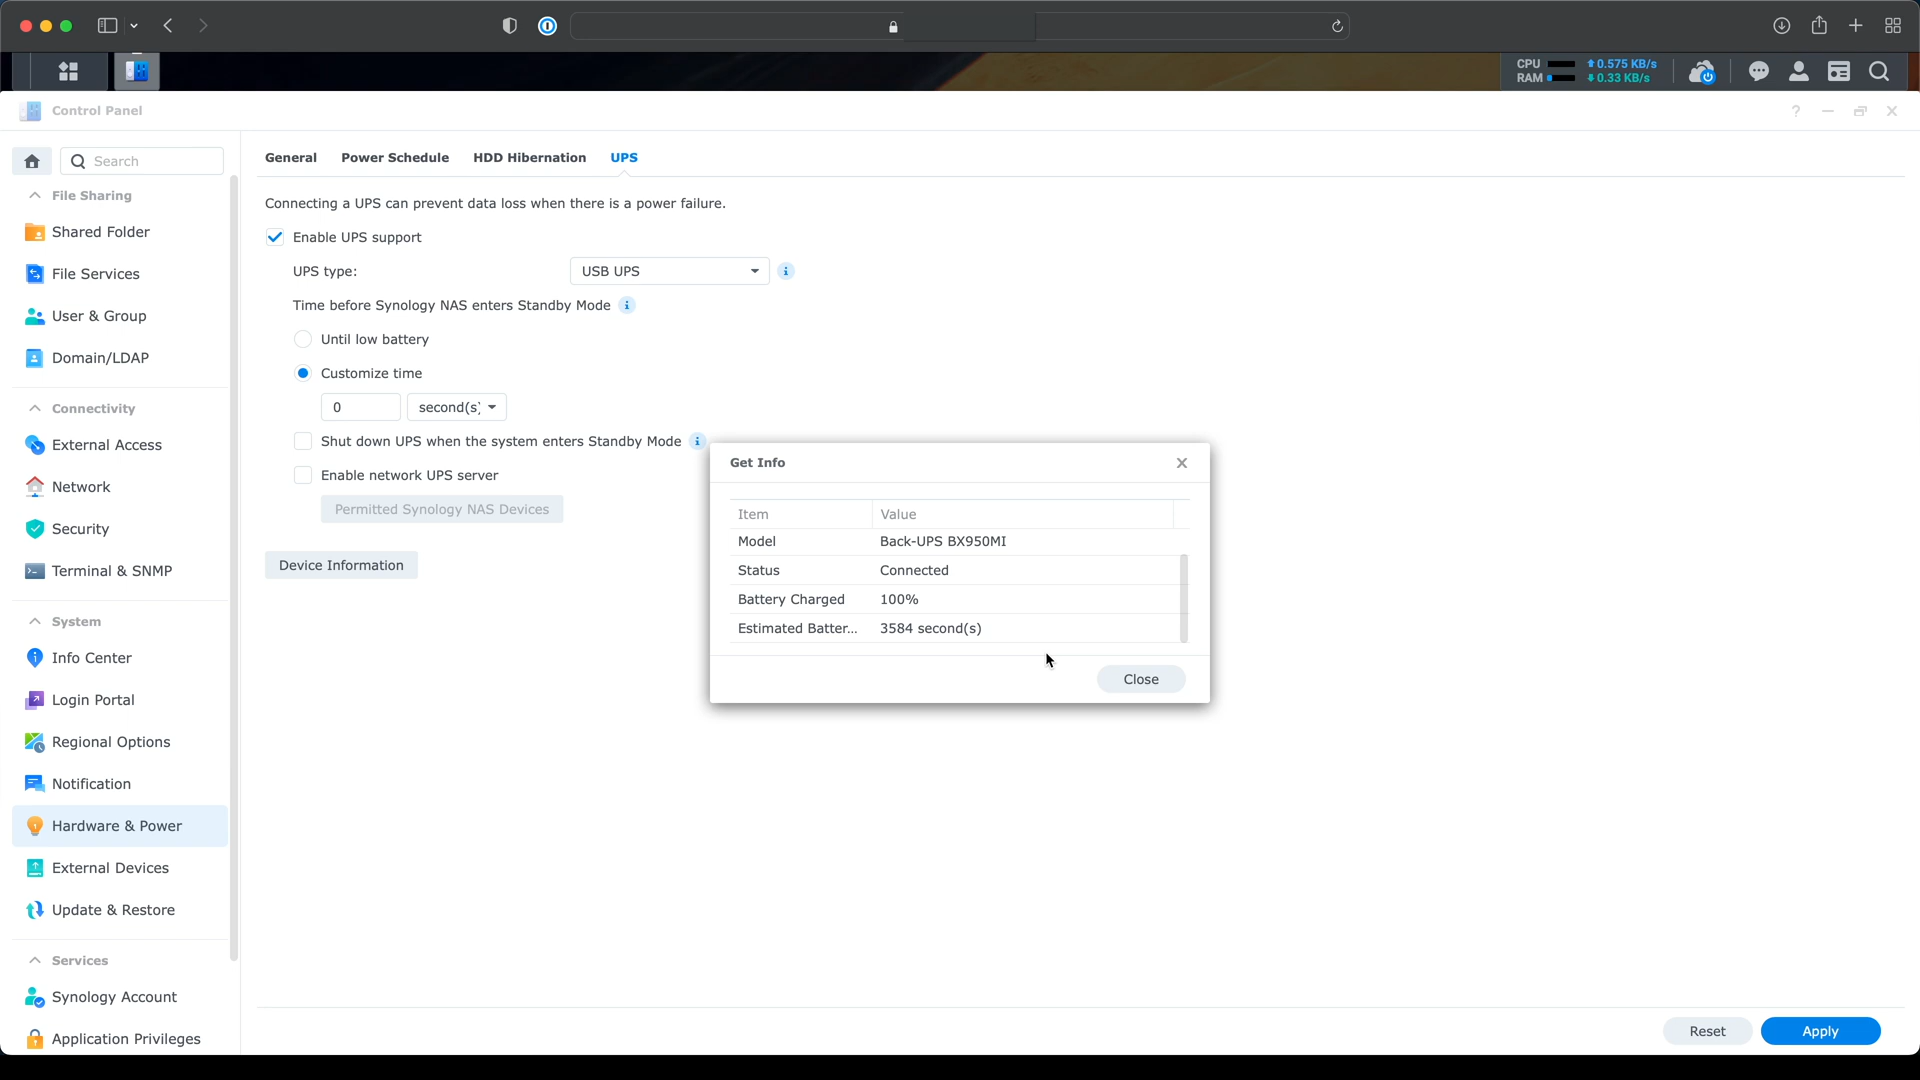 CPU
0.575 KB/s
RAM
0.33 KB/s
Control Panel
?
Search
File Sharing
Shared Folder
File Services
User & Group
Domain/LDAP
Connectivity
External Access
Network
Security
Terminal & SNMP
System
Info Center
Login Portal
Regional Options
Notification
Hardware & Power
External Devices
Update & Restore
Services
Synology Account
Application Privileges
General Power Schedule HDD Hibernation UPS
Connecting a UPS can prevent data loss when there is a power failure.
Enable UPS support
UPS type: USB UPS
Time before Synology NAS enters Standby Mode
Until low battery
Customize time
0 second(s)
Shut down UPS when the system enters Standby Mode
Enable network UPS server
Permitted Synology NAS Devices
Device Information
Get Info
Item Value
Model Back-UPS BX950MI
Status Connected
Battery Charged 100%
Estimated Batter... 3584 second(s)
Close
Reset Apply